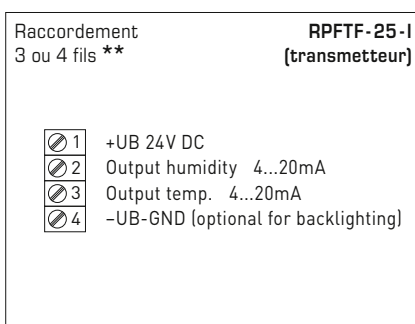 Raccordement RPFTF-25-I
3 ou 4 fils ** (transmetteur)
1 +UB 24V DC
2 Output humidity 4...20mA
3 Output temp. 4...20mA
4 –UB-GND (optional for backlighting)